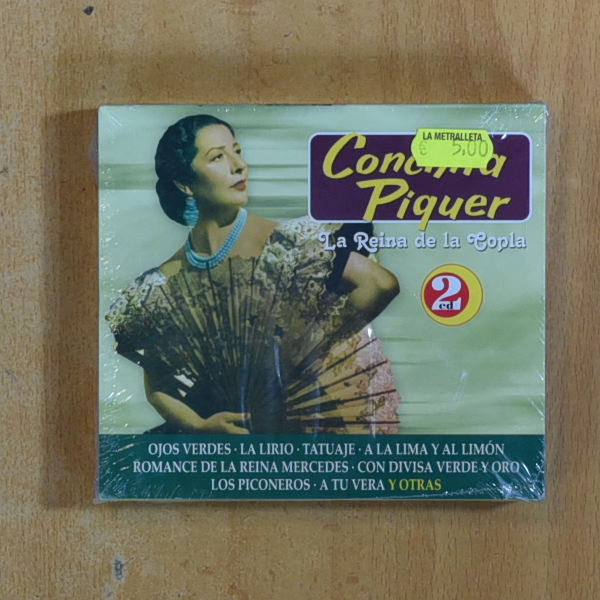 LA METRALLETA
€ 5,00
Conchita
Piquer
La Reina de la Copla
2
cd
OJOS VERDES · LA LIRIO · TATUAJE · A LA LIMA Y AL LIMÓN
ROMANCE DE LA REINA MERCEDES · CON DIVISA VERDE Y ORO
LOS PICONEROS · A TU VERA Y OTRAS